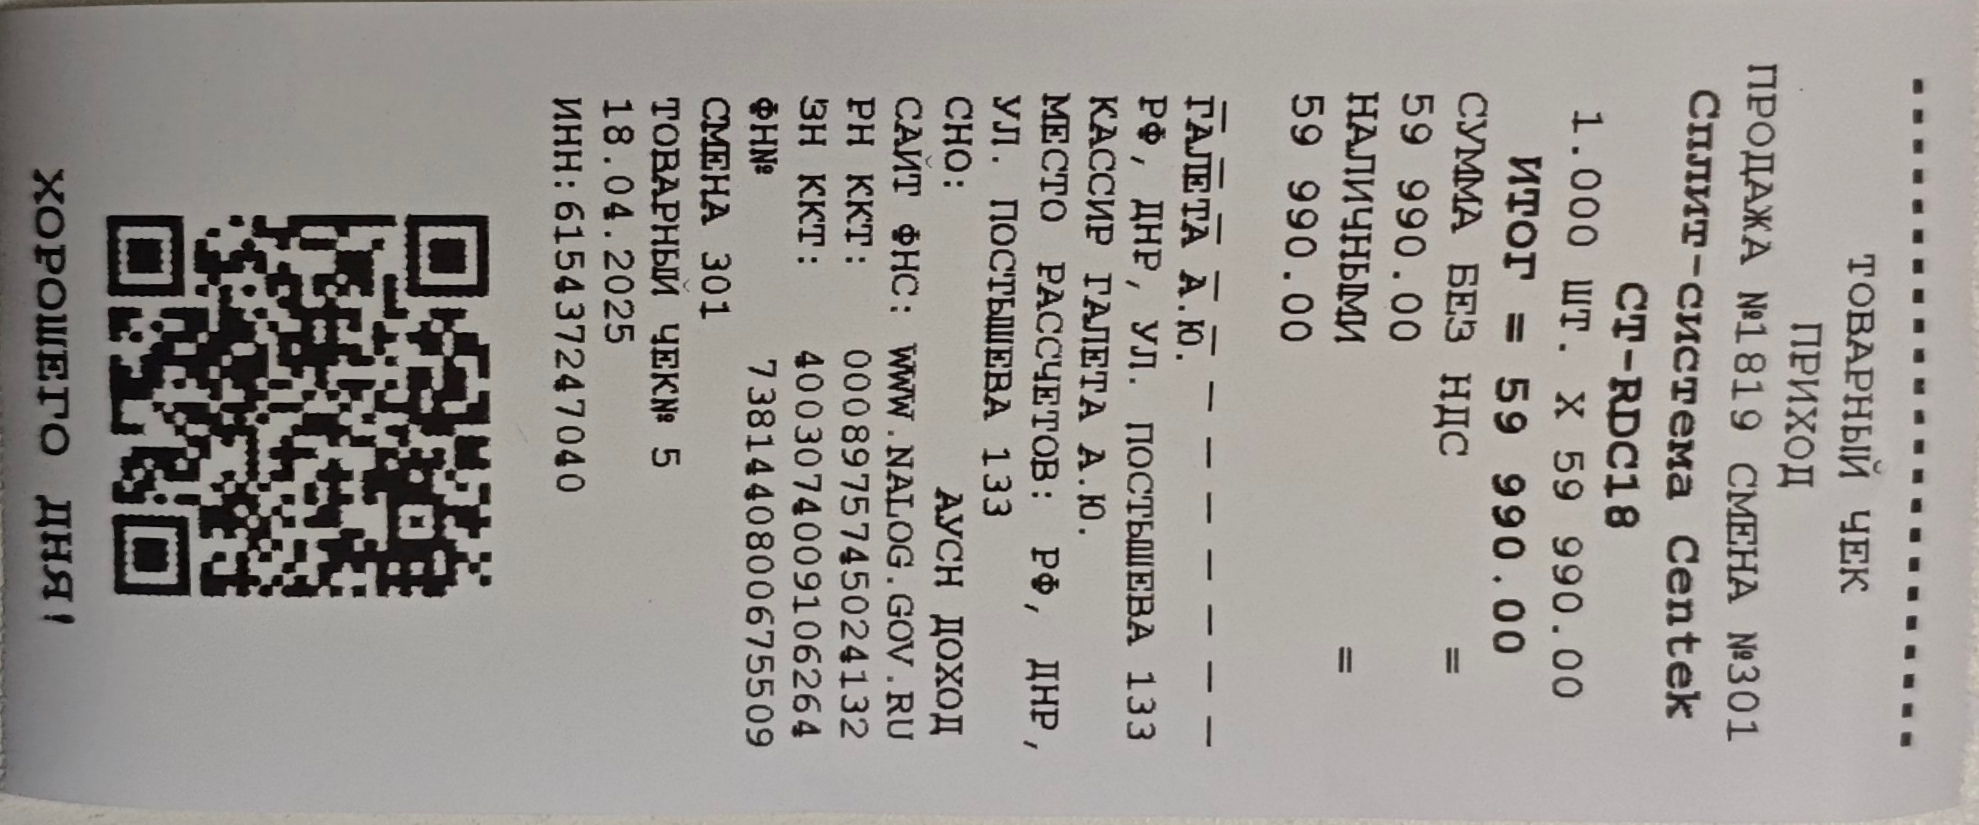 ТОВАРНЫЙ ЧЕК
ПРИХОД
ПРОДАЖА №1819 СМЕНА №301
Сплит-система Centek
CT-RDC18
1.000 ШТ. X 59 990.00
ИТОГ = 59 990.00
СУММА БЕЗ НДС =
59 990.00
НАЛИЧНЫМИ =
59 990.00
ГАЛЕТА А.Ю.
РФ, ДНР, УЛ. ПОСТЫШЕВА 133
КАССИР ГАЛЕТА А.Ю.
МЕСТО РАССЧЕТОВ: РФ, ДНР,
УЛ. ПОСТЫШЕВА 133
СНО: АУСН ДОХОД
САЙТ ФНС: WWW.NALOG.GOV.RU
РН ККТ: 0008975745024132
ЗН ККТ: 4003074009106264
ФН№ 7381440800675509
СМЕНА 301
ТОВАРНЫЙ ЧЕК№ 5
18.04.2025
ИНН:615437247040
ХОРОШЕГО ДНЯ!